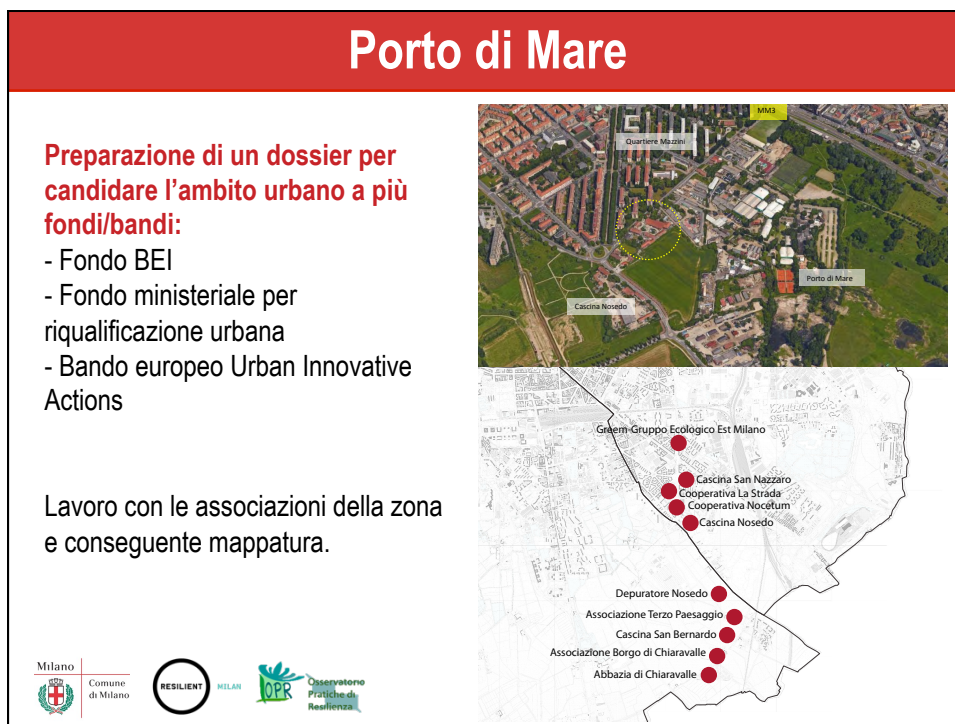 Porto di Mare
Preparazione di un dossier per
candidare l'ambito urbano a più
fondi/bandi:
- Fondo BEI
- Fondo ministeriale per
riqualificazione urbana
- Bando europeo Urban Innovative
Actions
Lavoro con le associazioni della zona
e conseguente mappatura.
MM3
Quartiere Mazzini
Porto di Mare
Cascina Nosedo
Greem-Gruppo Ecologico Est Milano
Cascina San Nazzaro
Cooperativa La Strada
Cooperativa Nocetum
Cascina Nosedo
Depuratore Nosedo
Associazione Terzo Paesaggio
Cascina San Bernardo
Associazione Borgo di Chiaravalle
Abbazia di Chiaravalle
Milano
Comune
di Milano
RESILIENT MILAN
OPR
Osservatorio
Pratiche di
Resilienza